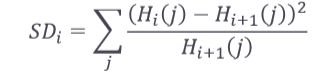 $SD_i = \sum_j \frac{(H_i(j) - H_{i+1}(j))^2}{H_{i+1}(j)}$